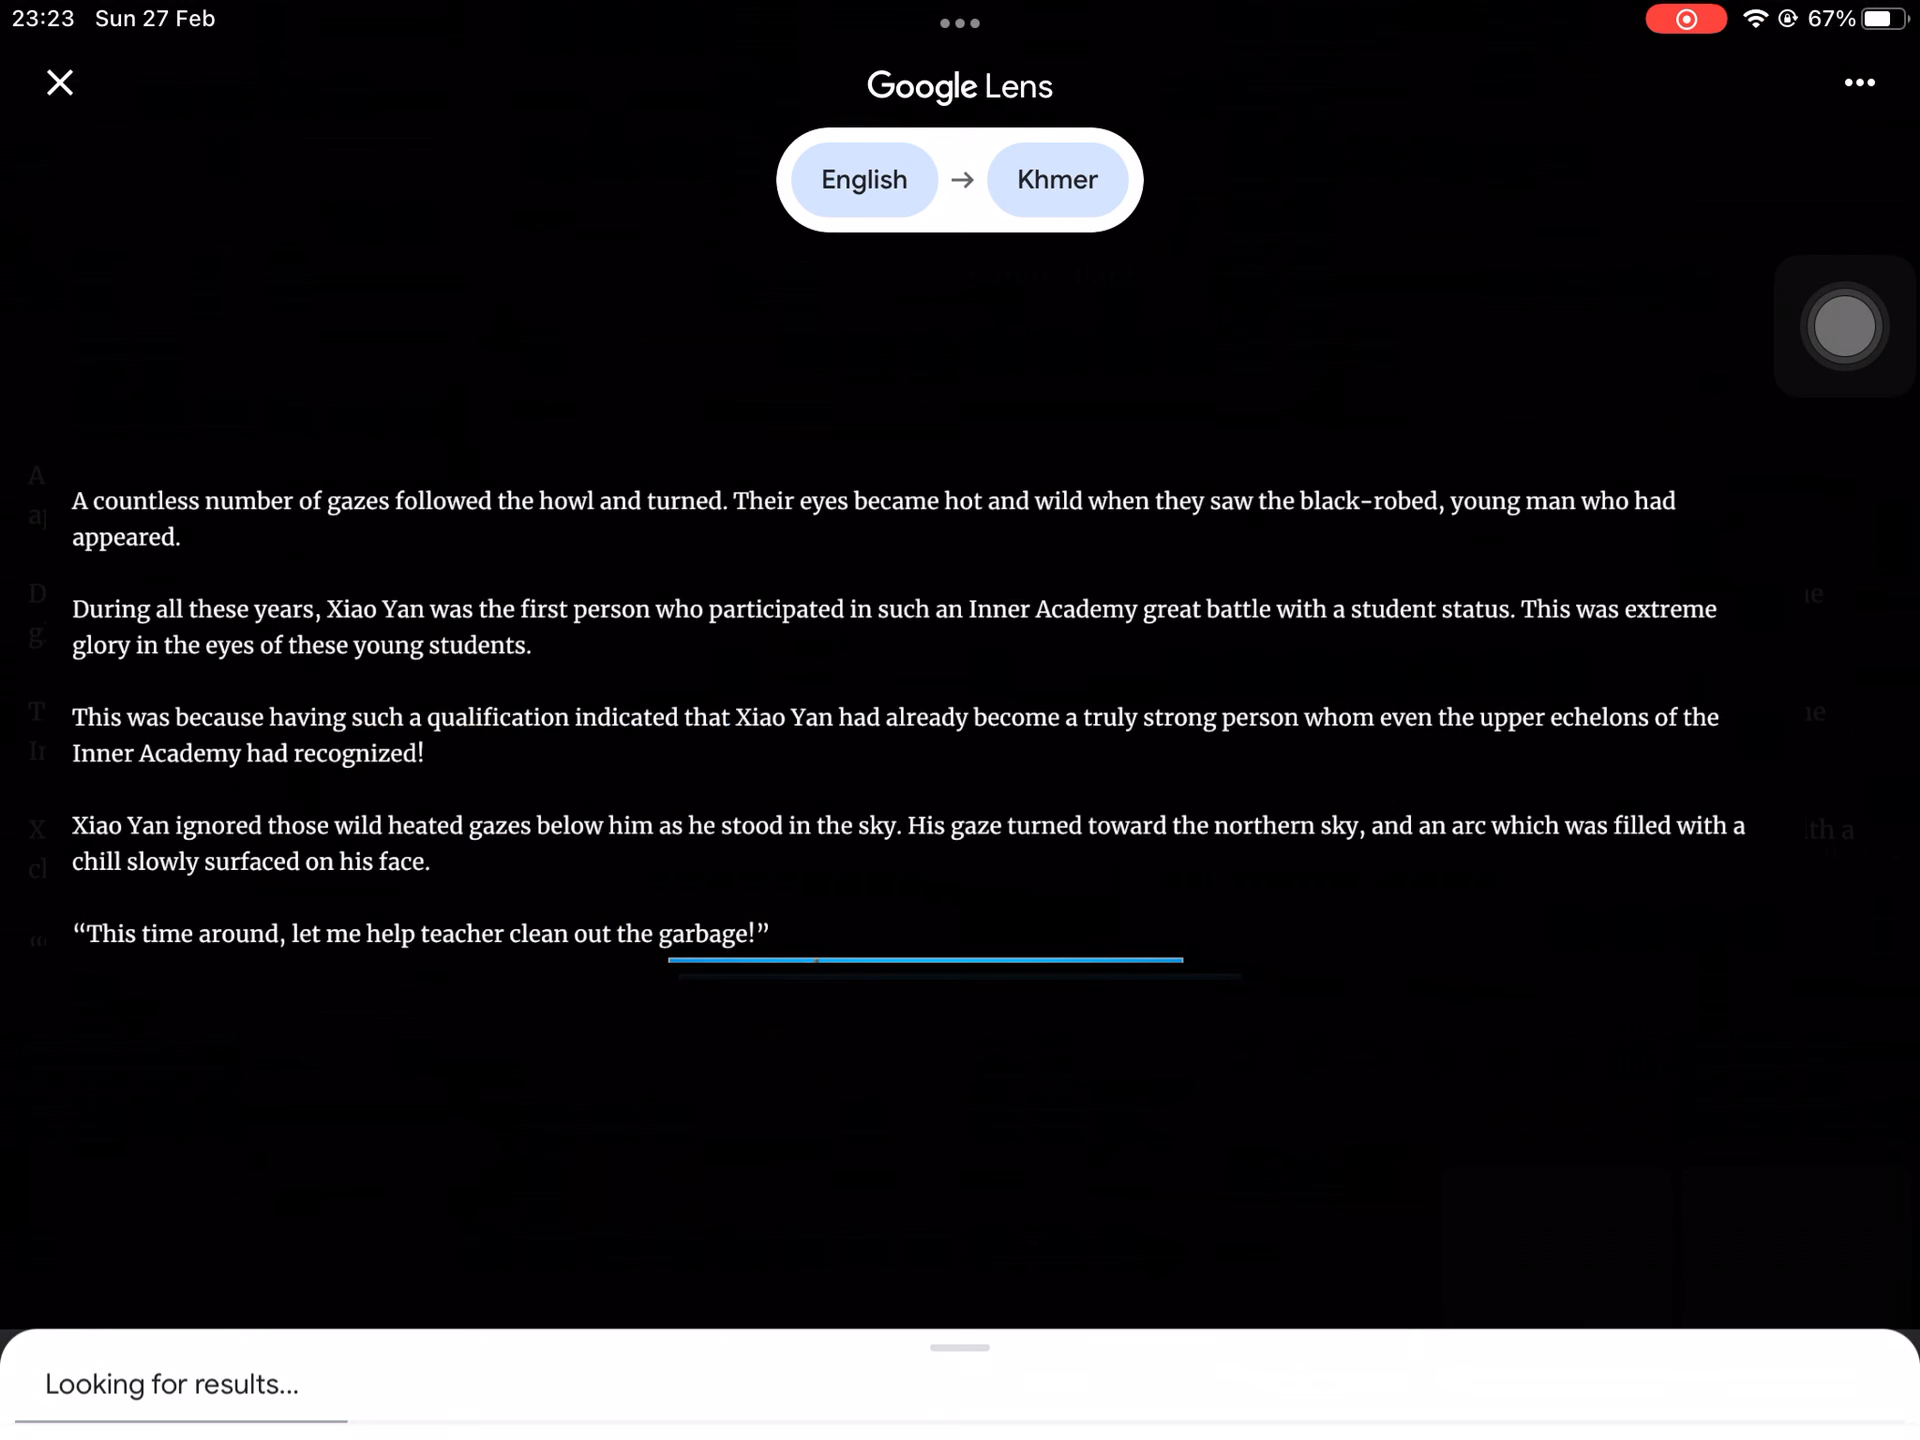 23:23 Sun 27 Feb
67%
Google Lens
English → Khmer
A countless number of gazes followed the howl and turned. Their eyes became hot and wild when they saw the black-robed, young man who had
appeared.
During all these years, Xiao Yan was the first person who participated in such an Inner Academy great battle with a student status. This was extreme
glory in the eyes of these young students.
This was because having such a qualification indicated that Xiao Yan had already become a truly strong person whom even the upper echelons of the
Inner Academy had recognized!
Xiao Yan ignored those wild heated gazes below him as he stood in the sky. His gaze turned toward the northern sky, and an arc which was filled with a
chill slowly surfaced on his face.
“This time around, let me help teacher clean out the garbage!”
Looking for results...